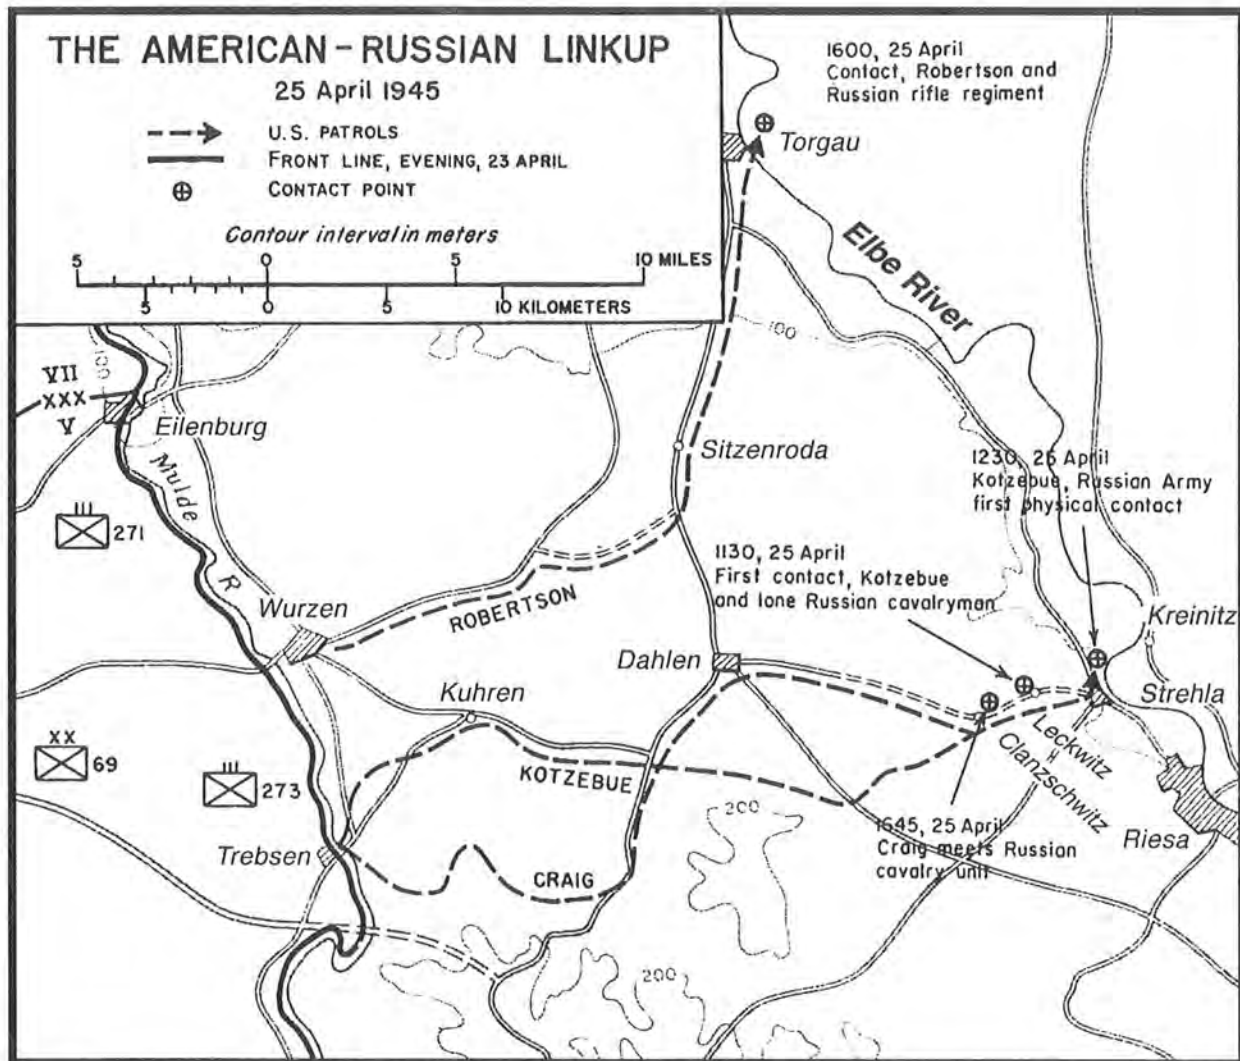 THE AMERICAN-RUSSIAN LINKUP
25 April 1945
U.S. PATROLS
FRONT LINE, EVENING, 23 APRIL
CONTACT POINT
Contour interval in meters
5 0 5 10 MILES
5 0 5 10 KILOMETERS
1600, 25 April
Contact, Robertson and
Russian rifle regiment
Torgau
Elbe River
100
100
VII
XXX
V
Eilenburg
Mulde
R
Sitzenroda
1230, 25 April
Kotzebue, Russian Army
first physical contact
III
271
1130, 25 April
First contact, Kotzebue
and lone Russian cavalryman
Wurzen
ROBERTSON
Kreinitz
Dahlen
Kuhren
Strehla
Leckwitz
Clanzschwitz
XX
69
III
273
KOTZEBUE
200
1645, 25 April
Craig meets Russian
cavalry unit
Riesa
Trebsen
CRAIG
200